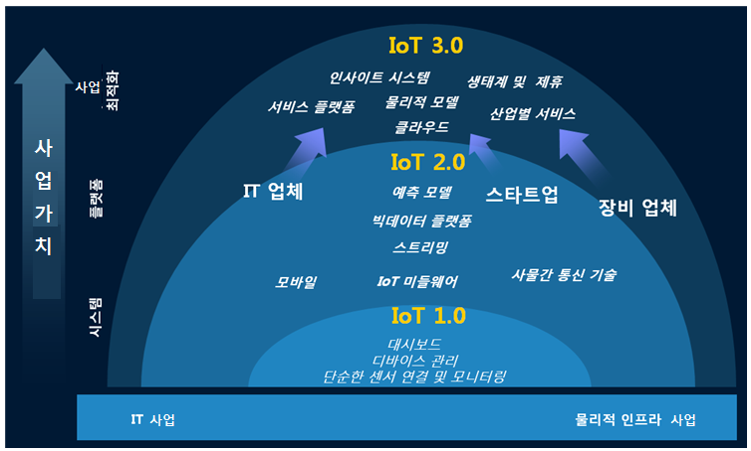 IoT 3.0
사업
최적화
인사이트 시스템
생태계 및 제휴
서비스 플랫폼
물리적 모델
산업별 서비스
클라우드
사업가치
IoT 2.0
플랫폼
IT 업체
예측 모델
스타트업
장비 업체
빅데이터 플랫폼
스트리밍
모바일
IoT 미들웨어
사물간 통신 기술
시스템
IoT 1.0
대시보드
디바이스 관리
단순한 센서 연결 및 모니터링
IT 사업
물리적 인프라 사업